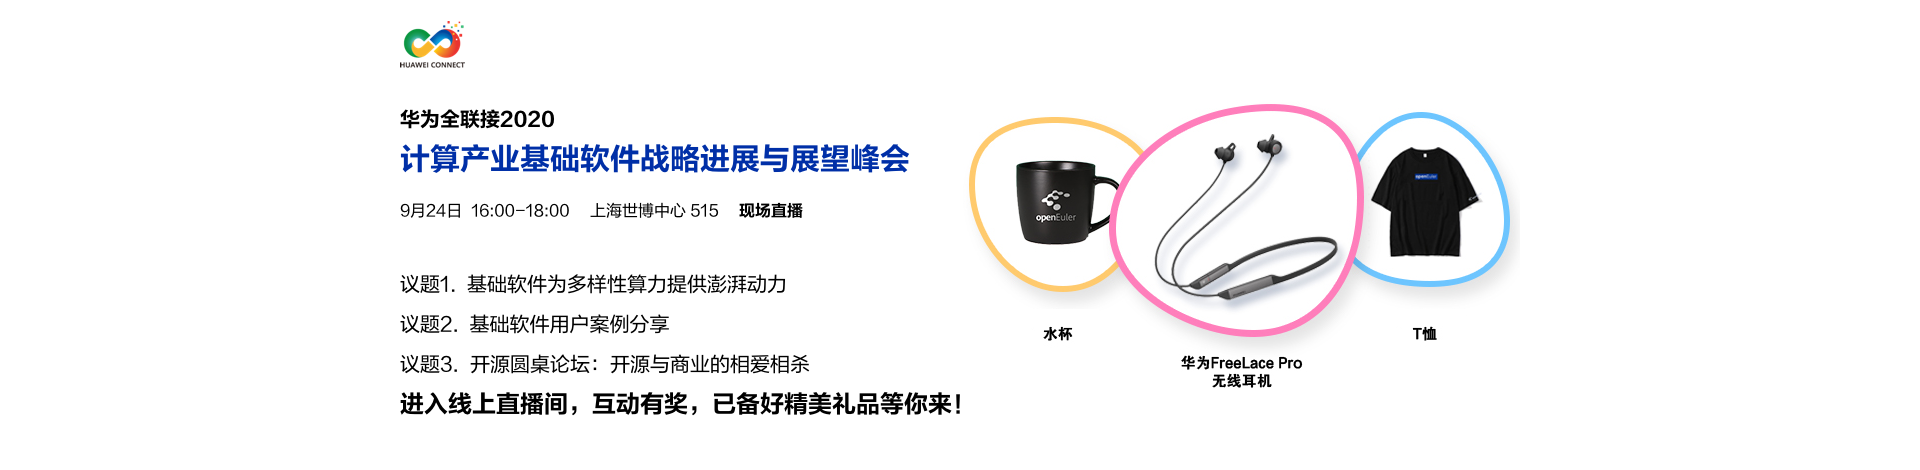 HUAWEI CONNECT
华为全联接2020
计算产业基础软件战略进展与展望峰会
9月24日 16:00-18:00 上海世博中心 515 现场直播
议题1. 基础软件为多样性算力提供澎湃动力
议题2. 基础软件用户案例分享
议题3. 开源圆桌论坛：开源与商业的相爱相杀
进入线上直播间，互动有奖，已备好精美礼品等你来！
openEuler
openEuler
水杯
华为FreeLace Pro
无线耳机
T恤